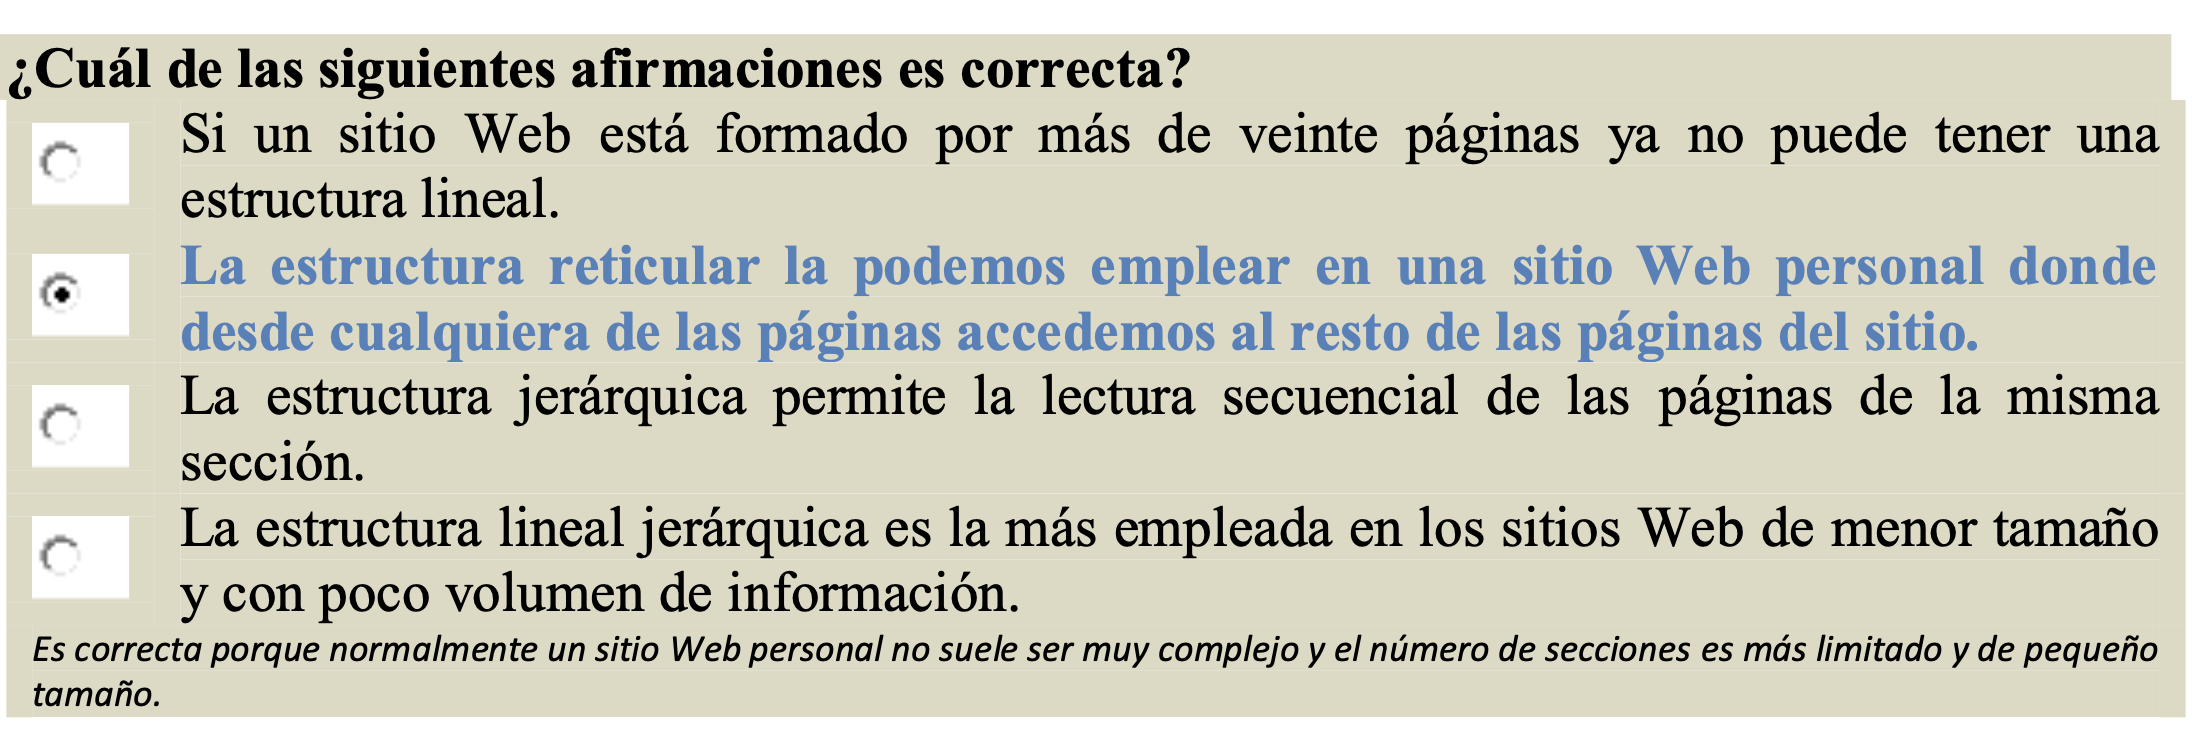 ¿Cuál de las siguientes afirmaciones es correcta?
Si un sitio Web está formado por más de veinte páginas ya no puede tener una
estructura lineal.
La estructura reticular la podemos emplear en una sitio Web personal donde
desde cualquiera de las páginas accedemos al resto de las páginas del sitio.
La estructura jerárquica permite la lectura secuencial de las páginas de la misma
sección.
La estructura lineal jerárquica es la más empleada en los sitios Web de menor tamaño
y con poco volumen de información.
Es correcta porque normalmente un sitio Web personal no suele ser muy complejo y el número de secciones es más limitado y de pequeño
tamaño.